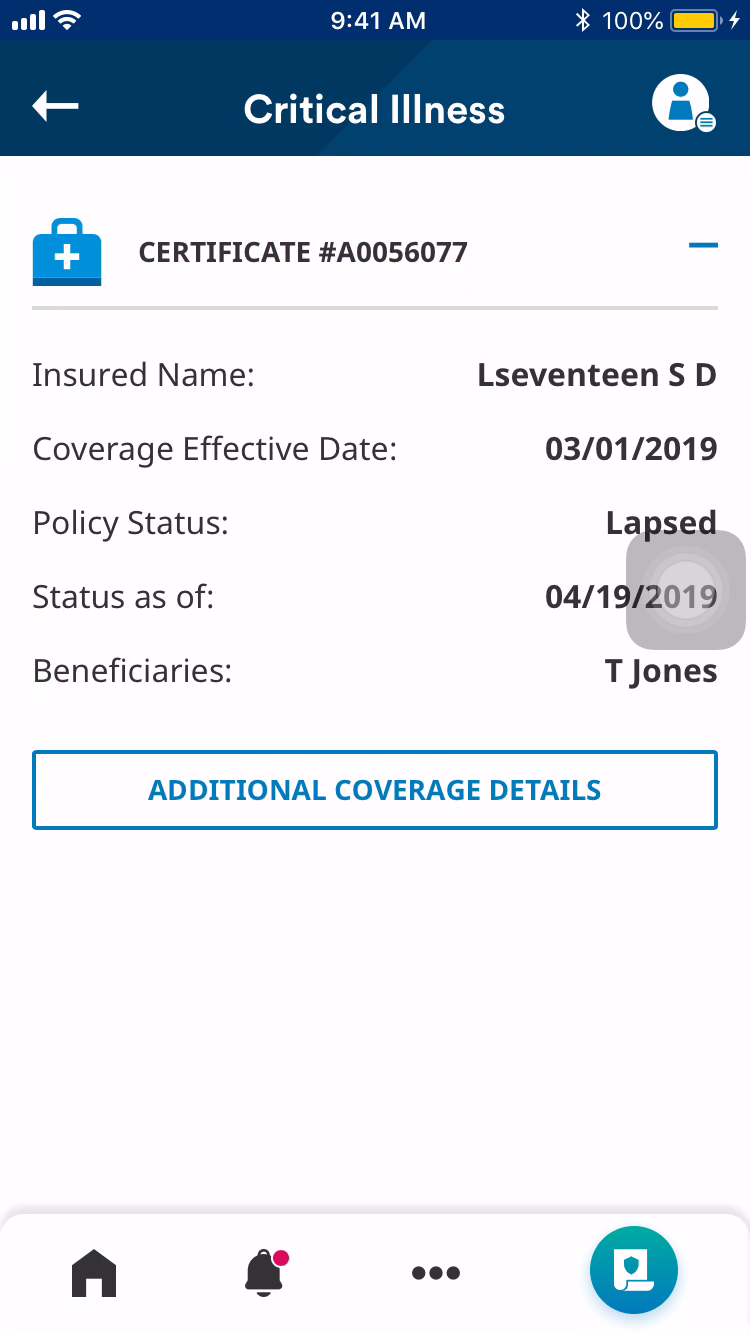 9:41 AM 100%
Critical Illness
CERTIFICATE #A0056077
Insured Name: Lseventeen S D
Coverage Effective Date: 03/01/2019
Policy Status: Lapsed
Status as of: 04/19/2019
Beneficiaries: T Jones
ADDITIONAL COVERAGE DETAILS